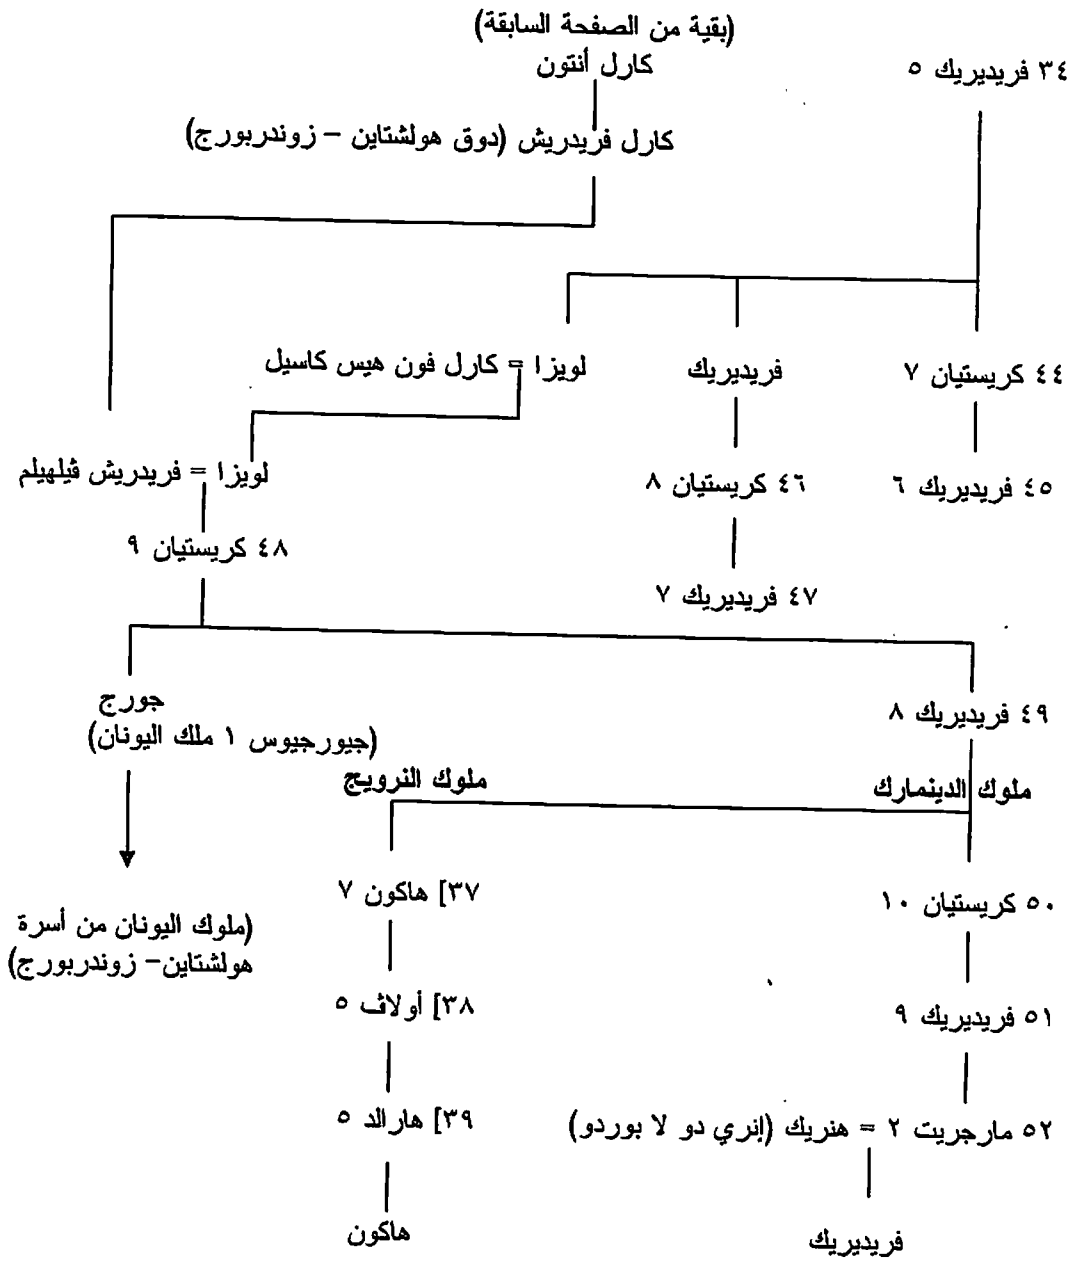 (بقية من الصفحة السابقة)
٣٤ فريديريك ٥
كارل أنتون
كارل فريدريش (دوق هولشتاين – زوندربورج)
٤٤ كريستيان ٧
فريديريك
لويزا = كارل فون هيس كاسيل
٤٥ فريديريك ٦
٤٦ كريستيان ٨
لويزا = فريدريش ڤيلهيلم
٤٧ فريديريك ٧
٤٨ كريستيان ٩
٤٩ فريديريك ٨
جورج
(جيورجيوس ١ ملك اليونان)
ملوك الدينمارك
ملوك النرويج
٥٠ كريستيان ١٠
٣٧] هاكون ٧
(ملوك اليونان من أسرة
هولشتاين– زوندربورج)
٥١ فريديريك ٩
٣٨] أولاڤ ٥
٥٢ مارجريت ٢ = هنريك (إنري دو لا بوردو)
٣٩] هارالد ٥
فريديريك
هاكون